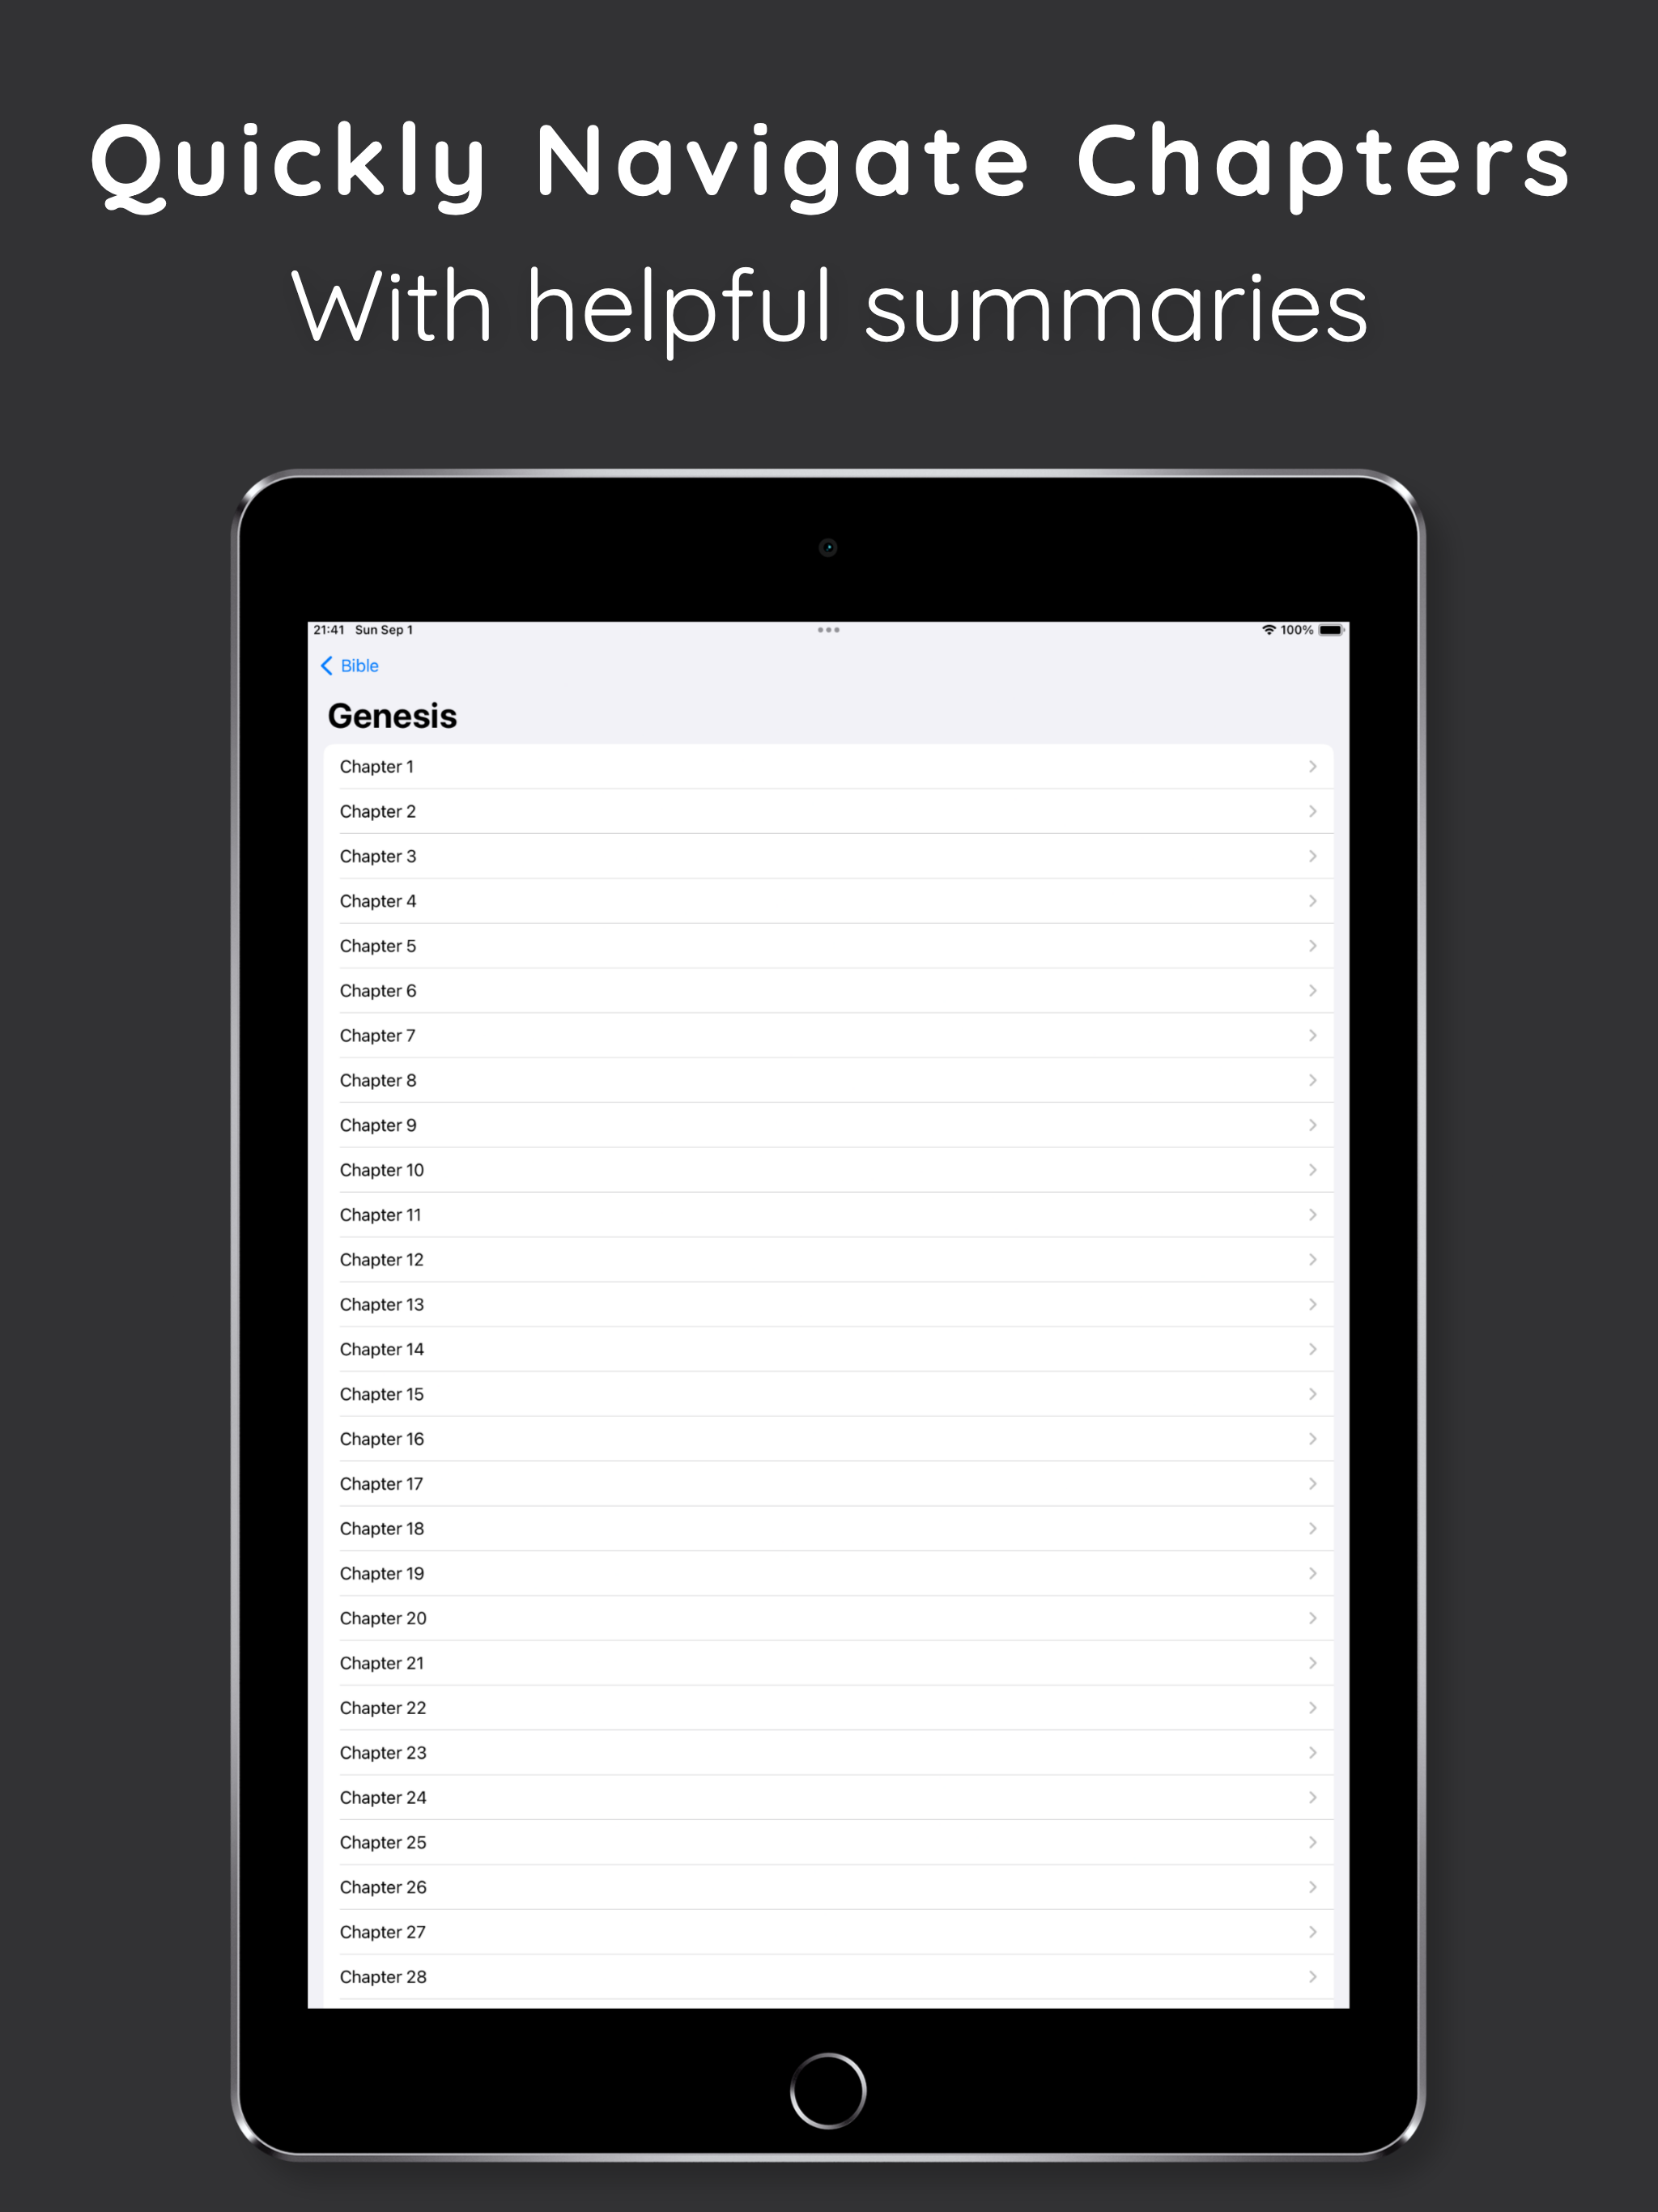 Quickly Navigate Chapters
With helpful summaries
21:41 Sun Sep 1 100%
Bible
Genesis
Chapter 1
Chapter 2
Chapter 3
Chapter 4
Chapter 5
Chapter 6
Chapter 7
Chapter 8
Chapter 9
Chapter 10
Chapter 11
Chapter 12
Chapter 13
Chapter 14
Chapter 15
Chapter 16
Chapter 17
Chapter 18
Chapter 19
Chapter 20
Chapter 21
Chapter 22
Chapter 23
Chapter 24
Chapter 25
Chapter 26
Chapter 27
Chapter 28